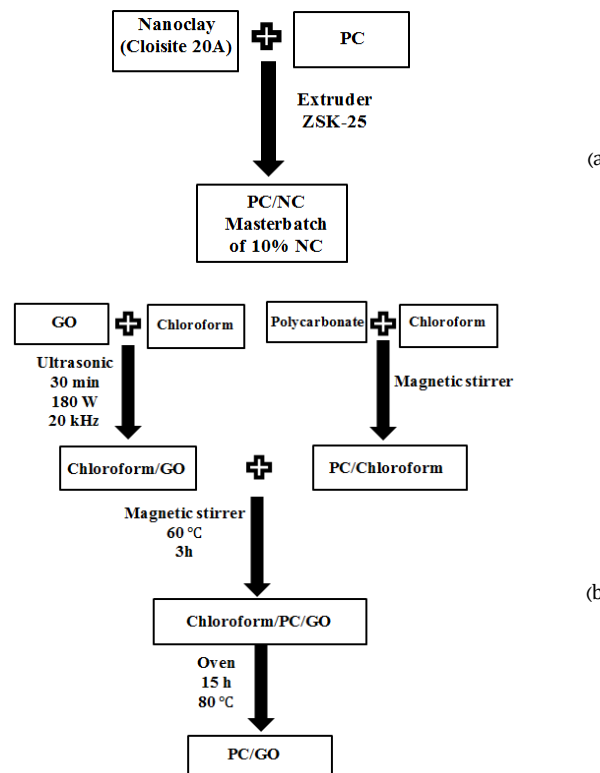 Nanoclay
(Cloisite 20A)
PC
Extruder
ZSK-25
(a
PC/NC
Masterbatch
of 10% NC
GO
Chloroform
Polycarbonate
Chloroform
Ultrasonic
30 min
180 W
20 kHz
Magnetic stirrer
Chloroform/GO
PC/Chloroform
Magnetic stirrer
60 °C
3h
(b
Chloroform/PC/GO
Oven
15 h
80 °C
PC/GO